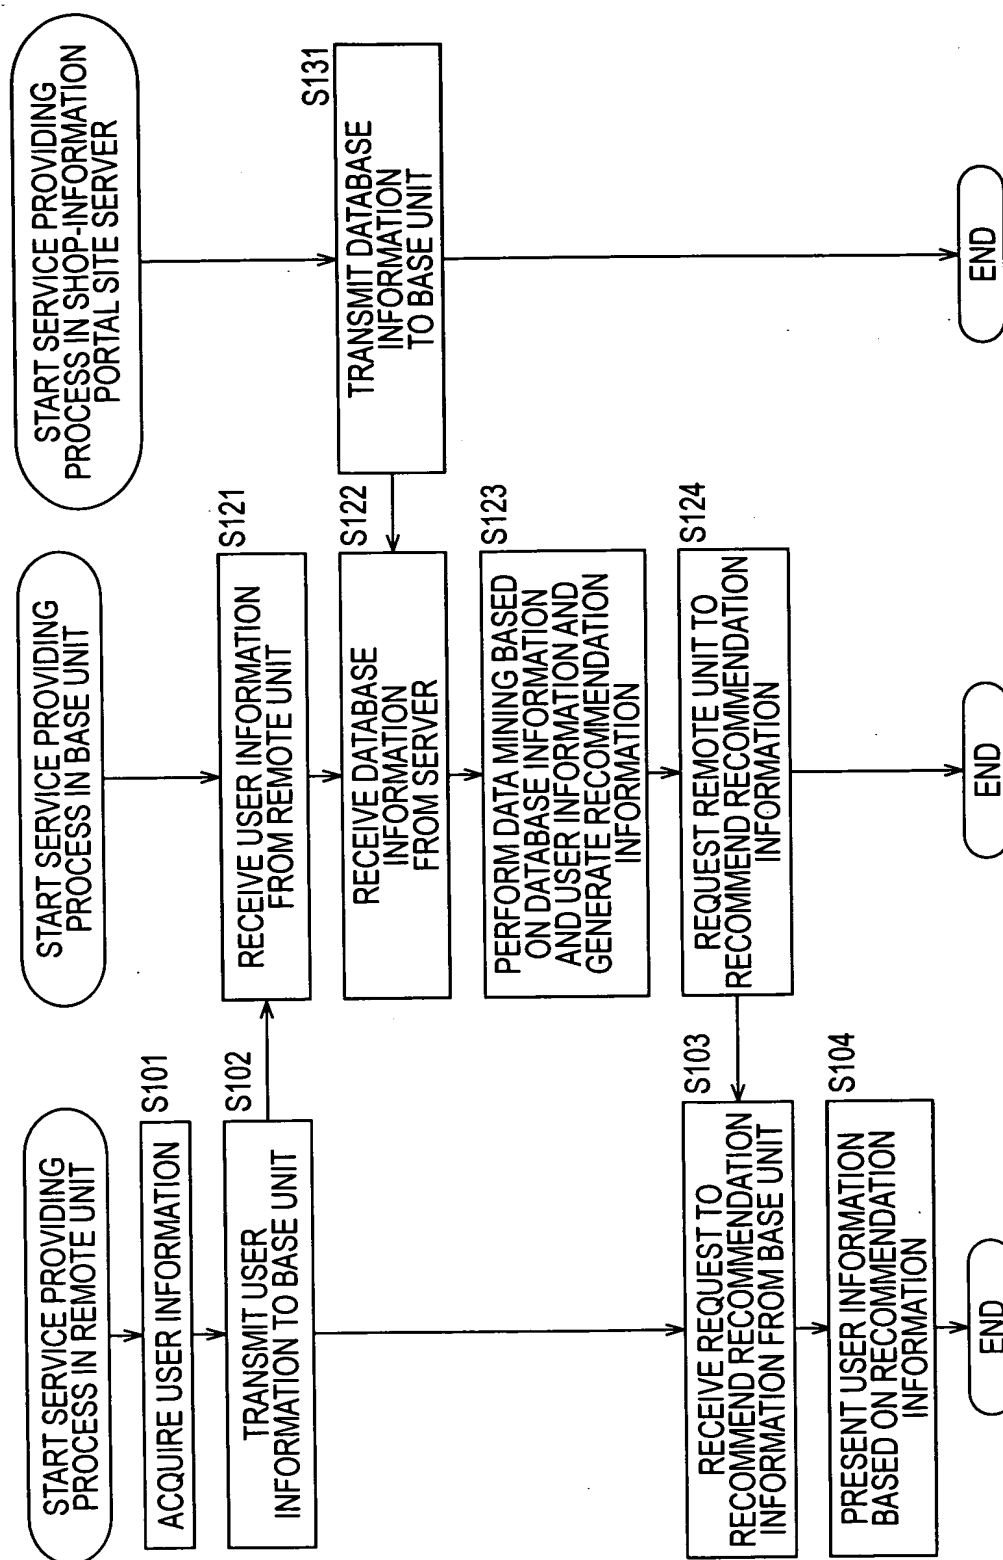 START SERVICE PROVIDING
PROCESS IN REMOTE UNIT
S101
ACQUIRE USER INFORMATION
S102
TRANSMIT USER
INFORMATION TO BASE UNIT
S103
RECEIVE REQUEST TO
RECOMMEND RECOMMENDATION
INFORMATION FROM BASE UNIT
S104
PRESENT USER INFORMATION
BASED ON RECOMMENDATION
INFORMATION
END
START SERVICE PROVIDING
PROCESS IN BASE UNIT
S121
RECEIVE USER INFORMATION
FROM REMOTE UNIT
S122
RECEIVE DATABASE
INFORMATION
FROM SERVER
S123
PERFORM DATA MINING BASED
ON DATABASE INFORMATION
AND USER INFORMATION AND
GENERATE RECOMMENDATION
INFORMATION
S124
REQUEST REMOTE UNIT TO
RECOMMEND RECOMMENDATION
INFORMATION
END
START SERVICE PROVIDING
PROCESS IN SHOP-INFORMATION
PORTAL SITE SERVER
S131
TRANSMIT DATABASE
INFORMATION
TO BASE UNIT
END